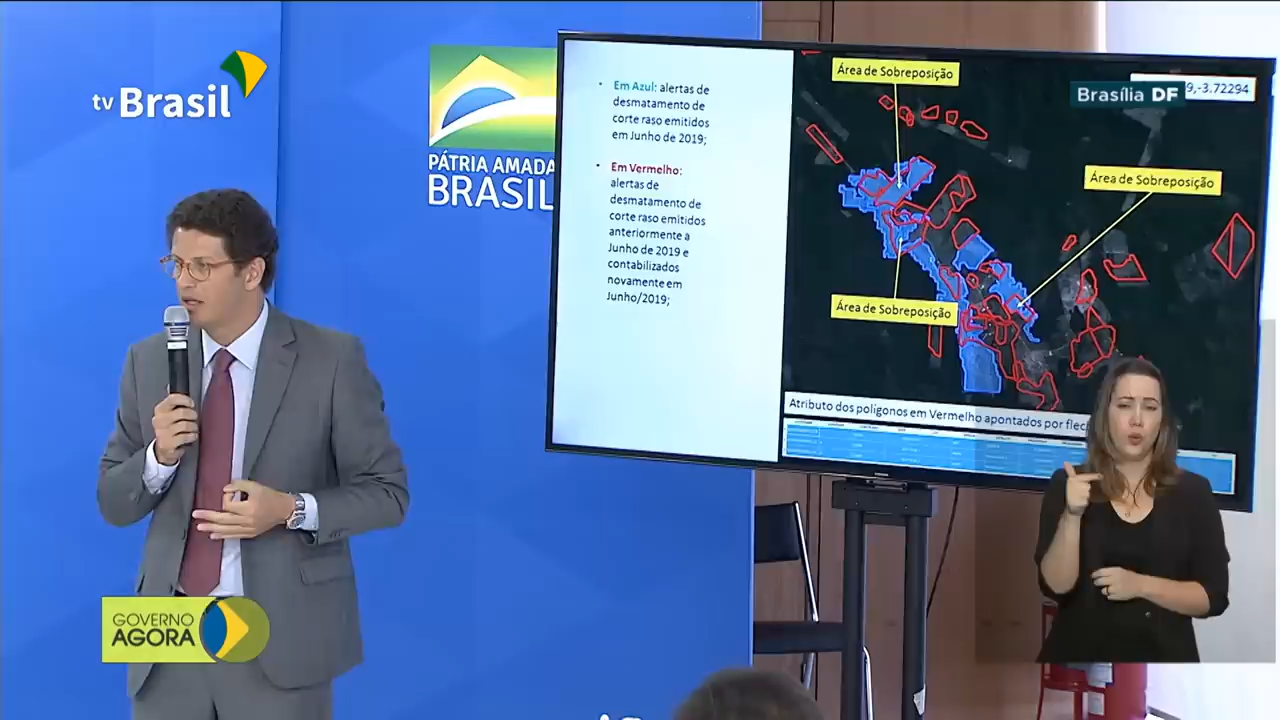 tv Brasil
PÁTRIA AMADA
BRASIL
Em Azul: alertas de
desmatamento de
corte raso emitidos
em Junho de 2019;
Em Vermelho:
alertas de
desmatamento de
corte raso emitidos
anteriormente a
Junho de 2019 e
contabilizados
novamente em
Junho/2019;
Área de Sobreposição
Brasília DF
9,-3.72294
Área de Sobreposição
Área de Sobreposição
Atributo dos polígonos em Vermelho apontados por
GOVERNO
AGORA